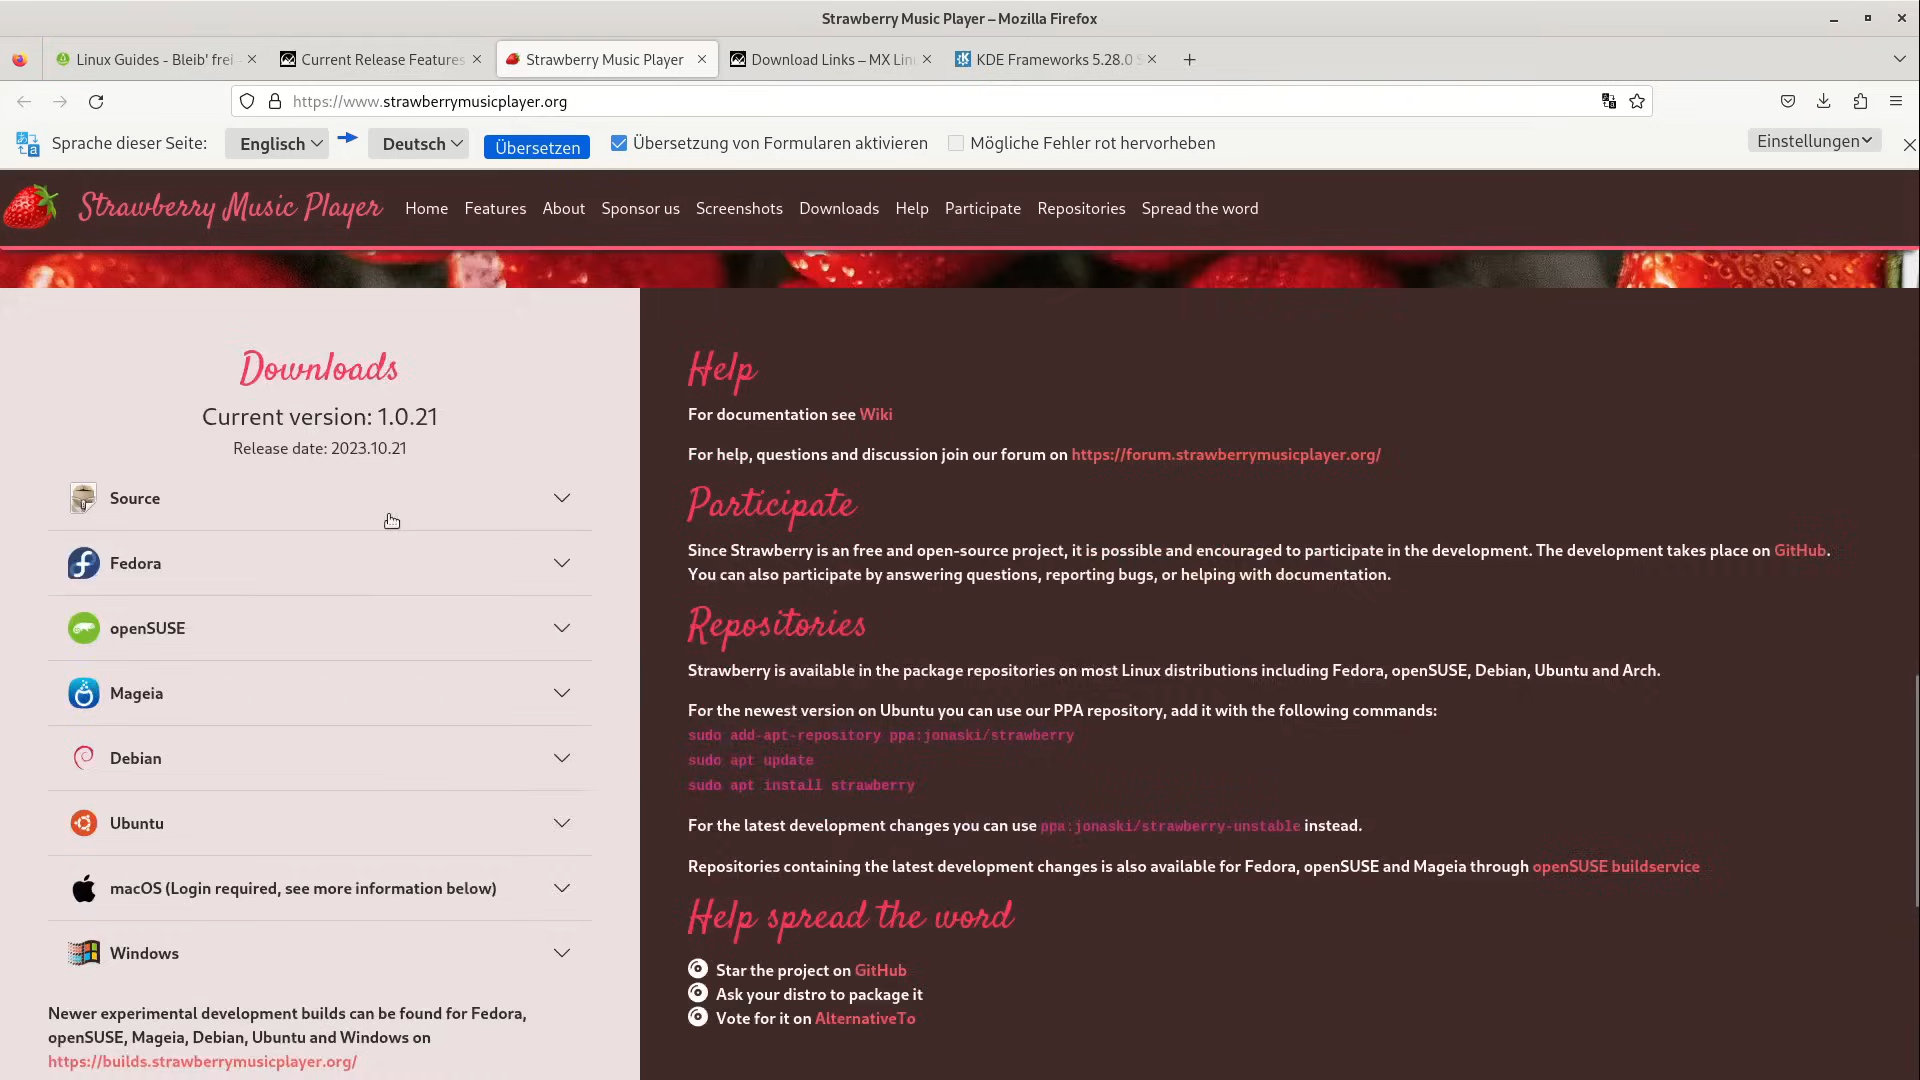 Strawberry Music Player – Mozilla Firefox
Linux Guides - Bleib' frei
Current Release Features
Strawberry Music Player
Download Links – MX Lin
KDE Frameworks 5.28.0 S
https://www.strawberrymusicplayer.org
Sprache dieser Seite: Englisch Deutsch Übersetzen Übersetzung von Formularen aktivieren Mögliche Fehler rot hervorheben Einstellungen
Strawberry Music Player Home Features About Sponsor us Screenshots Downloads Help Participate Repositories Spread the word
Downloads
Current version: 1.0.21
Release date: 2023.10.21
Source
Fedora
openSUSE
Mageia
Debian
Ubuntu
macOS (Login required, see more information below)
Windows
Newer experimental development builds can be found for Fedora,
openSUSE, Mageia, Debian, Ubuntu and Windows on
https://builds.strawberrymusicplayer.org/
Help
For documentation see Wiki
For help, questions and discussion join our forum on https://forum.strawberrymusicplayer.org/
Participate
Since Strawberry is an free and open-source project, it is possible and encouraged to participate in the development. The development takes place on GitHub.
You can also participate by answering questions, reporting bugs, or helping with documentation.
Repositories
Strawberry is available in the package repositories on most Linux distributions including Fedora, openSUSE, Debian, Ubuntu and Arch.
For the newest version on Ubuntu you can use our PPA repository, add it with the following commands:
sudo add-apt-repository ppa:jonaski/strawberry
sudo apt update
sudo apt install strawberry
For the latest development changes you can use ppa:jonaski/strawberry-unstable instead.
Repositories containing the latest development changes is also available for Fedora, openSUSE and Mageia through openSUSE buildservice
Help spread the word
Star the project on GitHub
Ask your distro to package it
Vote for it on AlternativeTo